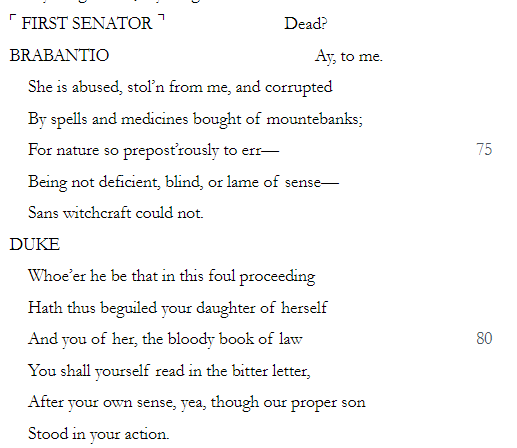 ⌜FIRST SENATOR⌝ Dead?
BRABANTIO Ay, to me.
She is abused, stol’n from me, and corrupted
By spells and medicines bought of mountebanks;
For nature so prepost’rously to err— 75
Being not deficient, blind, or lame of sense—
Sans witchcraft could not.
DUKE
Whoe’er he be that in this foul proceeding
Hath thus beguiled your daughter of herself
And you of her, the bloody book of law 80
You shall yourself read in the bitter letter,
After your own sense, yea, though our proper son
Stood in your action.